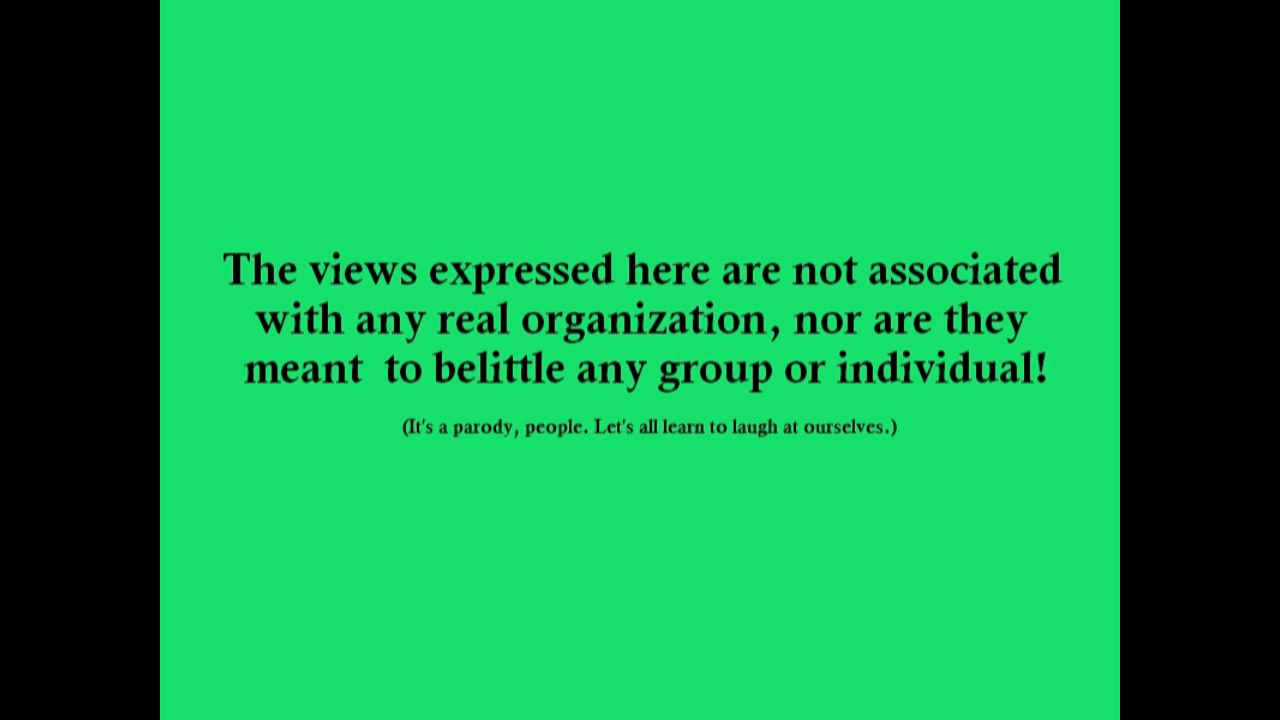 The views expressed here are not associated
with any real organization, nor are they
meant  to belittle any group or individual!
(It's a parody, people. Let's all learn to laugh at ourselves.)